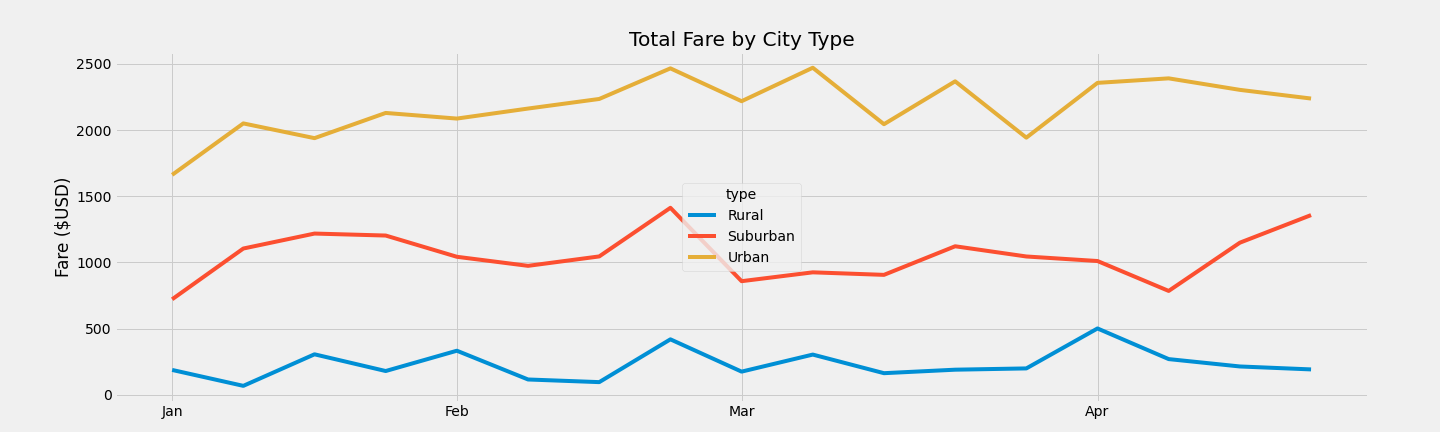 Total Fare by City Type
Fare ($USD)
2500
2000
1500
1000
500
0
type
Rural
Suburban
Urban
Jan Feb Mar Apr